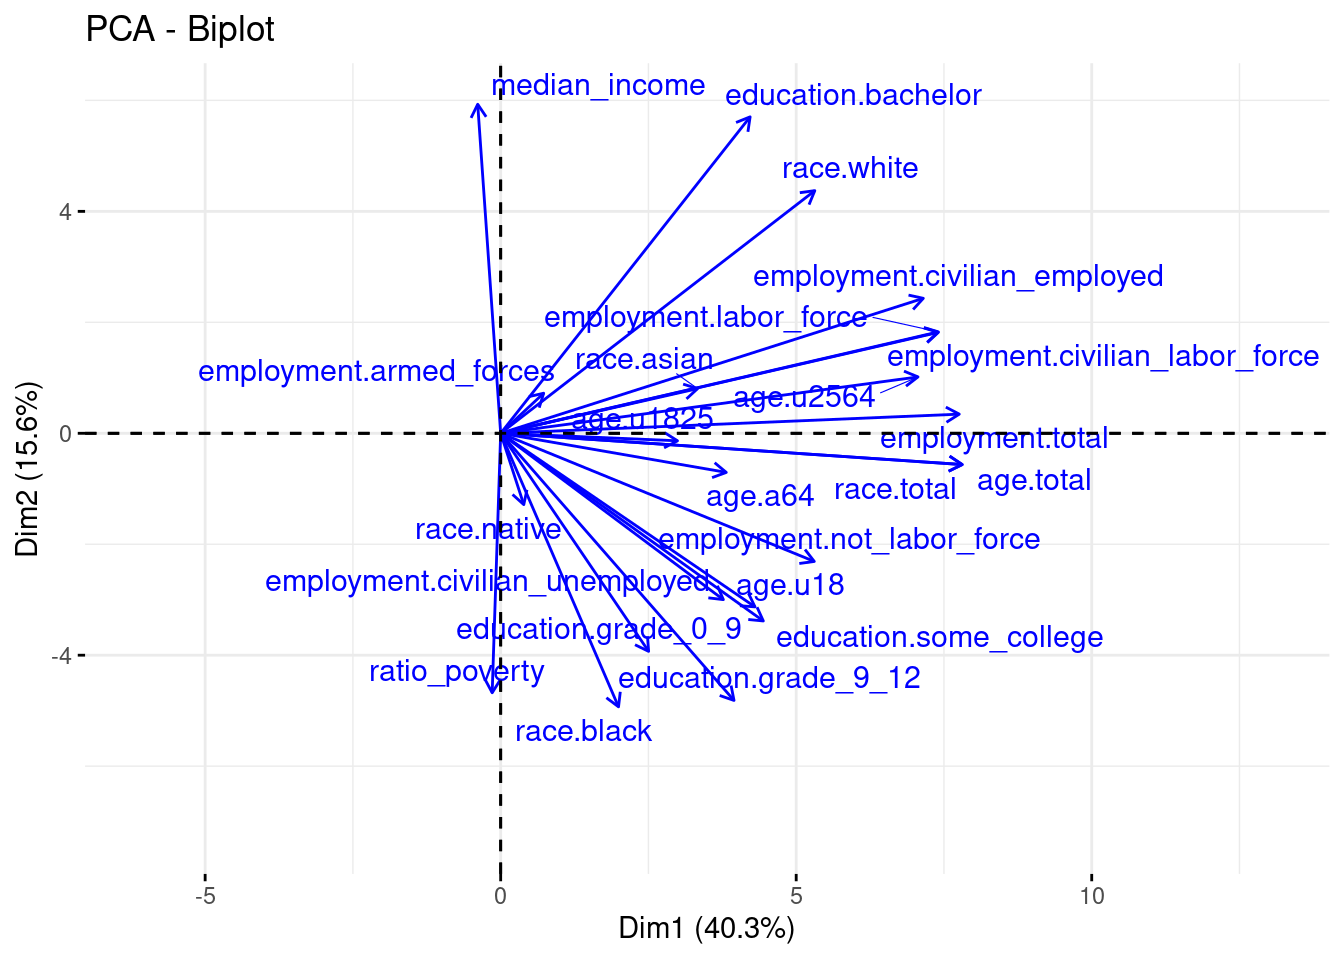 PCA - Biplot
median_income
education.bachelor
race.white
employment.civilian_employed
employment.labor_force
race.asian
employment.civilian_labor_force
employment.armed_forces
age.u2564
age.u1825
employment.total
age.total
race.total
age.a64
race.native
employment.not_labor_force
employment.civilian_unemployed
age.u18
education.grade_0_9
education.some_college
ratio_poverty
education.grade_9_12
race.black
4
0
-4
Dim2 (15.6%)
-5
0
5
10
Dim1 (40.3%)